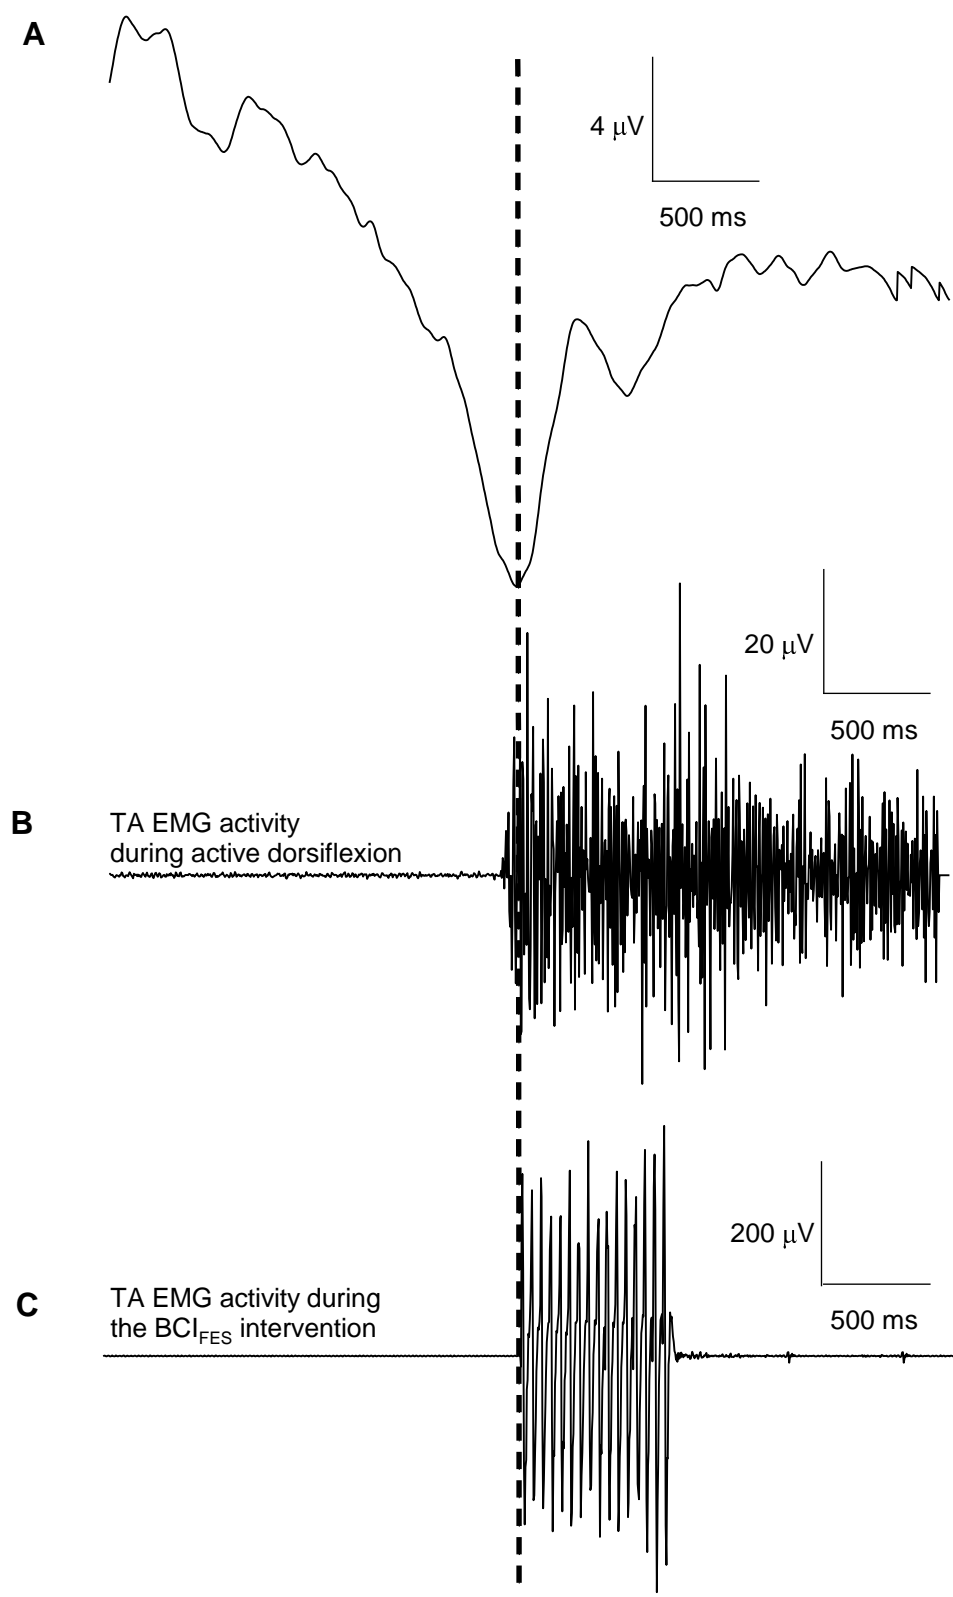 A
4 μV
500 ms
20 μV
500 ms
B
TA EMG activity
during active dorsiflexion
200 μV
C
TA EMG activity during
the BCI_FES intervention
500 ms